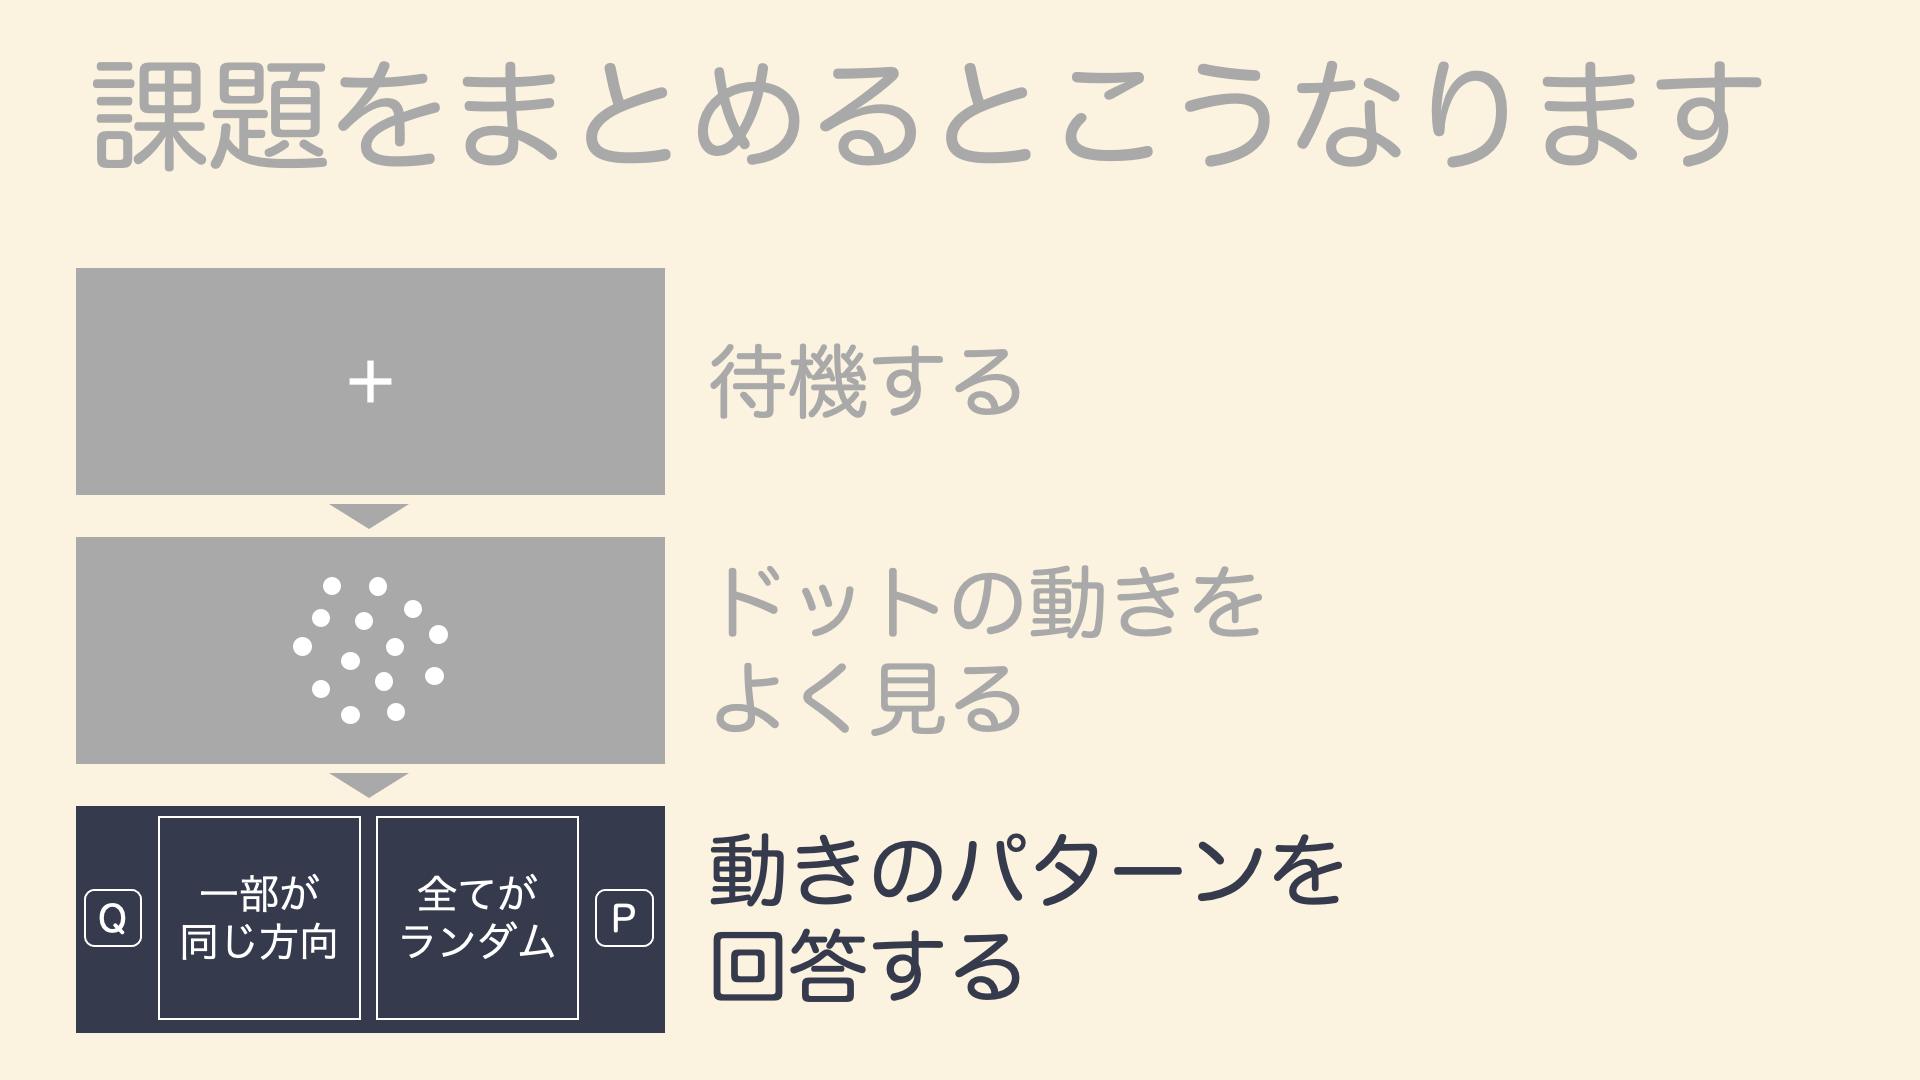 課題をまとめるとこうなります
+
待機する
ドットの動きを
よく見る
Q
一部が
同じ方向
全てが
ランダム
P
動きのパターンを
回答する